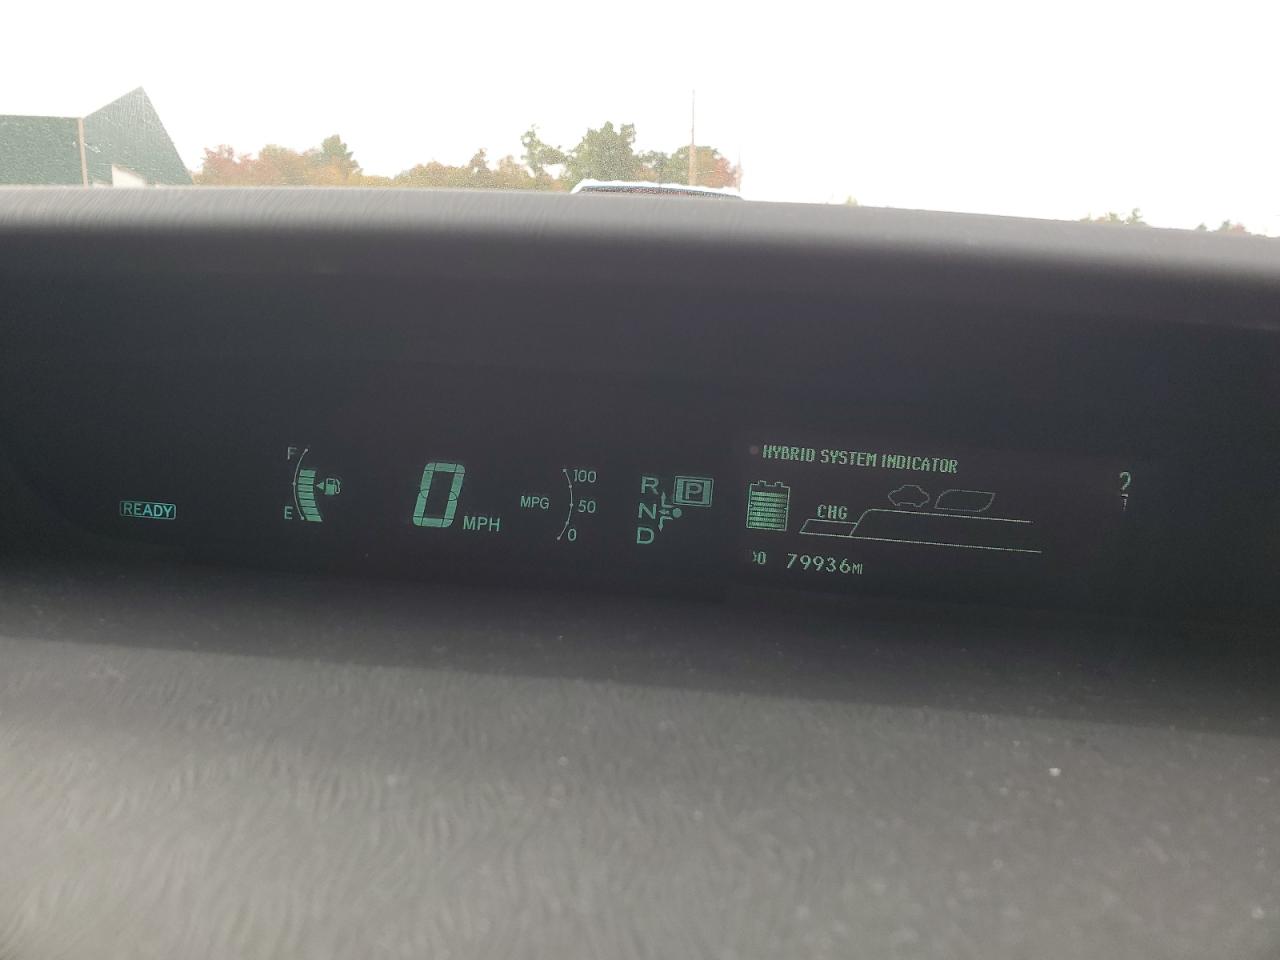 HYBRID SYSTEM INDICATOR
F
E
READY
0 MPH
MPG
100
50
0
R P
N
D
CHG
79936MI